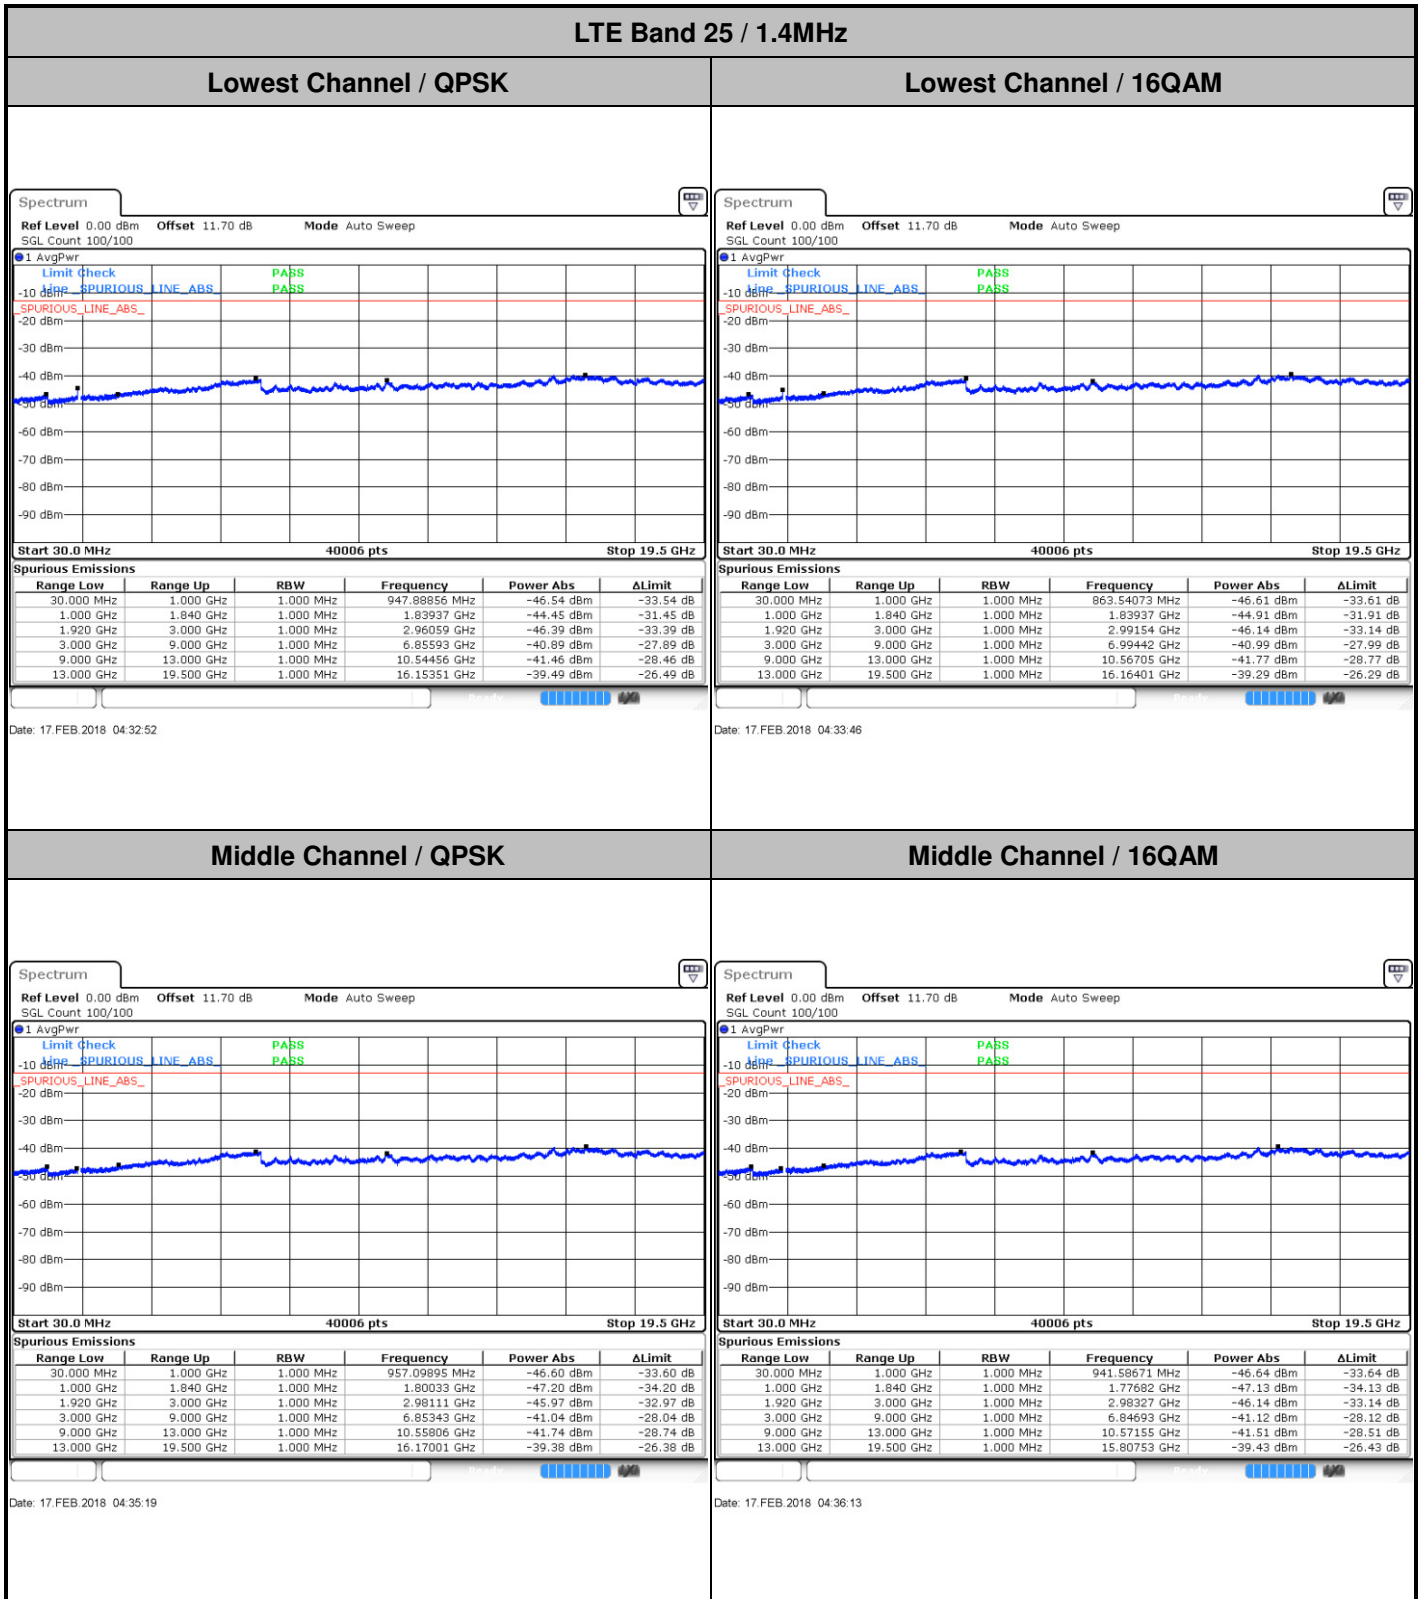 LTE Band 25 / 1.4MHz
Lowest Channel / QPSK
Lowest Channel / 16QAM
Spectrum
Ref Level 0.00 dBm Offset 11.70 dB Mode Auto Sweep
SGL Count 100/100
1 AvgPwr
Limit Check PASS
Line _SPURIOUS_LINE_ABS_ PASS
-10 dBm
_SPURIOUS_LINE_ABS_
-20 dBm
-30 dBm
-40 dBm
-50 dBm
-60 dBm
-70 dBm
-80 dBm
-90 dBm
Start 30.0 MHz 40006 pts Stop 19.5 GHz
Spurious Emissions
Range Low Range Up RBW Frequency Power Abs ΔLimit
30.000 MHz 1.000 GHz 1.000 MHz 947.88856 MHz -46.54 dBm -33.54 dB
1.000 GHz 1.840 GHz 1.000 MHz 1.83937 GHz -44.45 dBm -31.45 dB
1.920 GHz 3.000 GHz 1.000 MHz 2.96059 GHz -46.39 dBm -33.39 dB
3.000 GHz 9.000 GHz 1.000 MHz 6.85593 GHz -40.89 dBm -27.89 dB
9.000 GHz 13.000 GHz 1.000 MHz 10.54456 GHz -41.46 dBm -28.46 dB
13.000 GHz 19.500 GHz 1.000 MHz 16.15351 GHz -39.49 dBm -26.49 dB
Ready
Date: 17.FEB.2018 04:32:52
Spectrum
Ref Level 0.00 dBm Offset 11.70 dB Mode Auto Sweep
SGL Count 100/100
1 AvgPwr
Limit Check PASS
Line _SPURIOUS_LINE_ABS_ PASS
-10 dBm
_SPURIOUS_LINE_ABS_
-20 dBm
-30 dBm
-40 dBm
-50 dBm
-60 dBm
-70 dBm
-80 dBm
-90 dBm
Start 30.0 MHz 40006 pts Stop 19.5 GHz
Spurious Emissions
Range Low Range Up RBW Frequency Power Abs ΔLimit
30.000 MHz 1.000 GHz 1.000 MHz 863.54073 MHz -46.61 dBm -33.61 dB
1.000 GHz 1.840 GHz 1.000 MHz 1.83937 GHz -44.91 dBm -31.91 dB
1.920 GHz 3.000 GHz 1.000 MHz 2.99154 GHz -46.14 dBm -33.14 dB
3.000 GHz 9.000 GHz 1.000 MHz 6.99442 GHz -40.99 dBm -27.99 dB
9.000 GHz 13.000 GHz 1.000 MHz 10.56705 GHz -41.77 dBm -28.77 dB
13.000 GHz 19.500 GHz 1.000 MHz 16.16401 GHz -39.29 dBm -26.29 dB
Ready
Date: 17.FEB.2018 04:33:46
Middle Channel / QPSK
Middle Channel / 16QAM
Spectrum
Ref Level 0.00 dBm Offset 11.70 dB Mode Auto Sweep
SGL Count 100/100
1 AvgPwr
Limit Check PASS
Line _SPURIOUS_LINE_ABS_ PASS
-10 dBm
_SPURIOUS_LINE_ABS_
-20 dBm
-30 dBm
-40 dBm
-50 dBm
-60 dBm
-70 dBm
-80 dBm
-90 dBm
Start 30.0 MHz 40006 pts Stop 19.5 GHz
Spurious Emissions
Range Low Range Up RBW Frequency Power Abs ΔLimit
30.000 MHz 1.000 GHz 1.000 MHz 957.09895 MHz -46.60 dBm -33.60 dB
1.000 GHz 1.840 GHz 1.000 MHz 1.80033 GHz -47.20 dBm -34.20 dB
1.920 GHz 3.000 GHz 1.000 MHz 2.98111 GHz -45.97 dBm -32.97 dB
3.000 GHz 9.000 GHz 1.000 MHz 6.85343 GHz -41.04 dBm -28.04 dB
9.000 GHz 13.000 GHz 1.000 MHz 10.55806 GHz -41.74 dBm -28.74 dB
13.000 GHz 19.500 GHz 1.000 MHz 16.17001 GHz -39.38 dBm -26.38 dB
Ready
Date: 17.FEB.2018 04:35:19
Spectrum
Ref Level 0.00 dBm Offset 11.70 dB Mode Auto Sweep
SGL Count 100/100
1 AvgPwr
Limit Check PASS
Line _SPURIOUS_LINE_ABS_ PASS
-10 dBm
_SPURIOUS_LINE_ABS_
-20 dBm
-30 dBm
-40 dBm
-50 dBm
-60 dBm
-70 dBm
-80 dBm
-90 dBm
Start 30.0 MHz 40006 pts Stop 19.5 GHz
Spurious Emissions
Range Low Range Up RBW Frequency Power Abs ΔLimit
30.000 MHz 1.000 GHz 1.000 MHz 941.58671 MHz -46.64 dBm -33.64 dB
1.000 GHz 1.840 GHz 1.000 MHz 1.77682 GHz -47.13 dBm -34.13 dB
1.920 GHz 3.000 GHz 1.000 MHz 2.98327 GHz -46.14 dBm -33.14 dB
3.000 GHz 9.000 GHz 1.000 MHz 6.84693 GHz -41.12 dBm -28.12 dB
9.000 GHz 13.000 GHz 1.000 MHz 10.57155 GHz -41.51 dBm -28.51 dB
13.000 GHz 19.500 GHz 1.000 MHz 15.80753 GHz -39.43 dBm -26.43 dB
Ready
Date: 17.FEB.2018 04:36:13